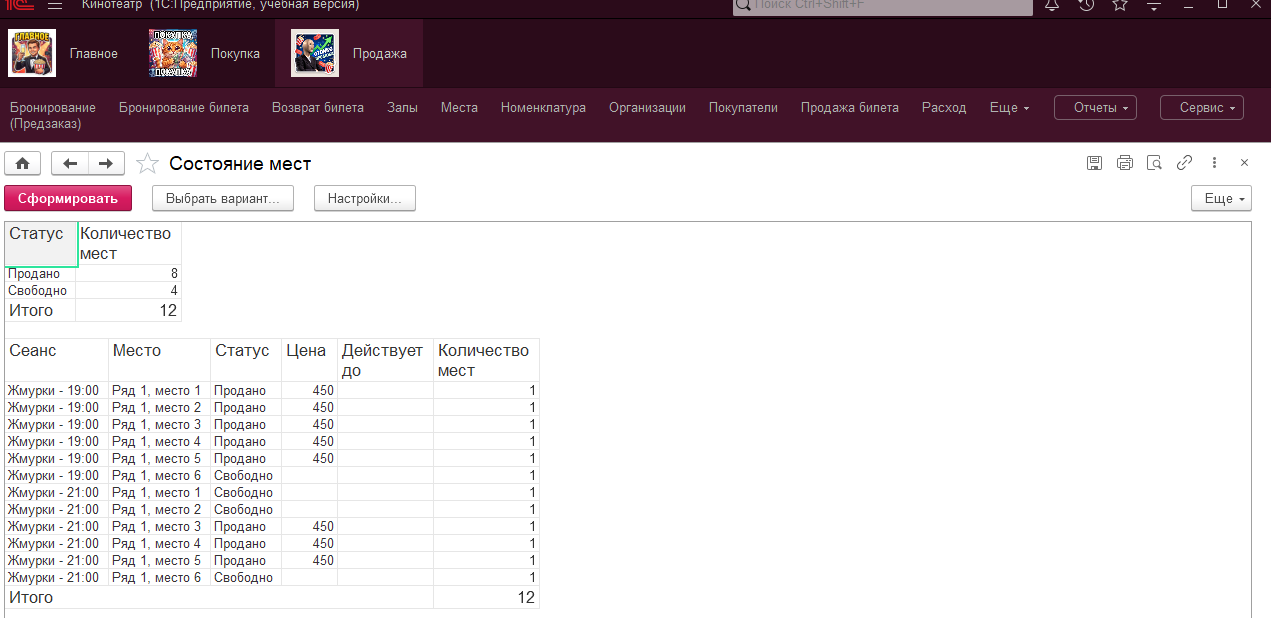 Кинотеатр (1С:Предприятие, учебная версия)
Поиск Ctrl+Shift+F
ГЛАВНОЕ Главное ПОКУПКА ПОКУПКА Покупка Продажа
Бронирование (Предзаказ) Бронирование билета Возврат билета Залы Места Номенклатура Организации Покупатели Продажа билета Расход Еще Отчеты Сервис
Состояние мест
Сформировать Выбрать вариант... Настройки... Еще
Статус Количество мест
Продано 8
Свободно 4
Итого 12
Сеанс Место Статус Цена Действует до Количество мест
Жмурки - 19:00 Ряд 1, место 1 Продано 450 1
Жмурки - 19:00 Ряд 1, место 2 Продано 450 1
Жмурки - 19:00 Ряд 1, место 3 Продано 450 1
Жмурки - 19:00 Ряд 1, место 4 Продано 450 1
Жмурки - 19:00 Ряд 1, место 5 Продано 450 1
Жмурки - 19:00 Ряд 1, место 6 Свободно 1
Жмурки - 21:00 Ряд 1, место 1 Свободно 1
Жмурки - 21:00 Ряд 1, место 2 Свободно 1
Жмурки - 21:00 Ряд 1, место 3 Продано 450 1
Жмурки - 21:00 Ряд 1, место 4 Продано 450 1
Жмурки - 21:00 Ряд 1, место 5 Продано 450 1
Жмурки - 21:00 Ряд 1, место 6 Свободно 1
Итого 12